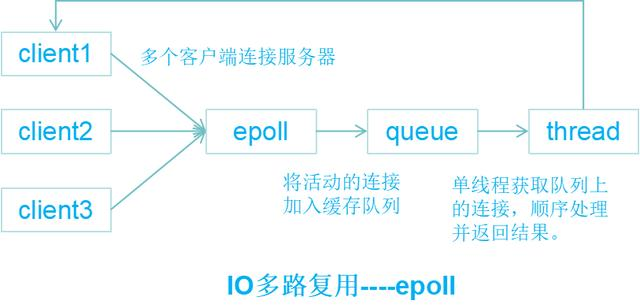 client1
多个客户端连接服务器
client2
epoll
queue
thread
client3
将活动的连接
加入缓存队列
单线程获取队列上
的连接，顺序处理
并返回结果。
IO多路复用----epoll